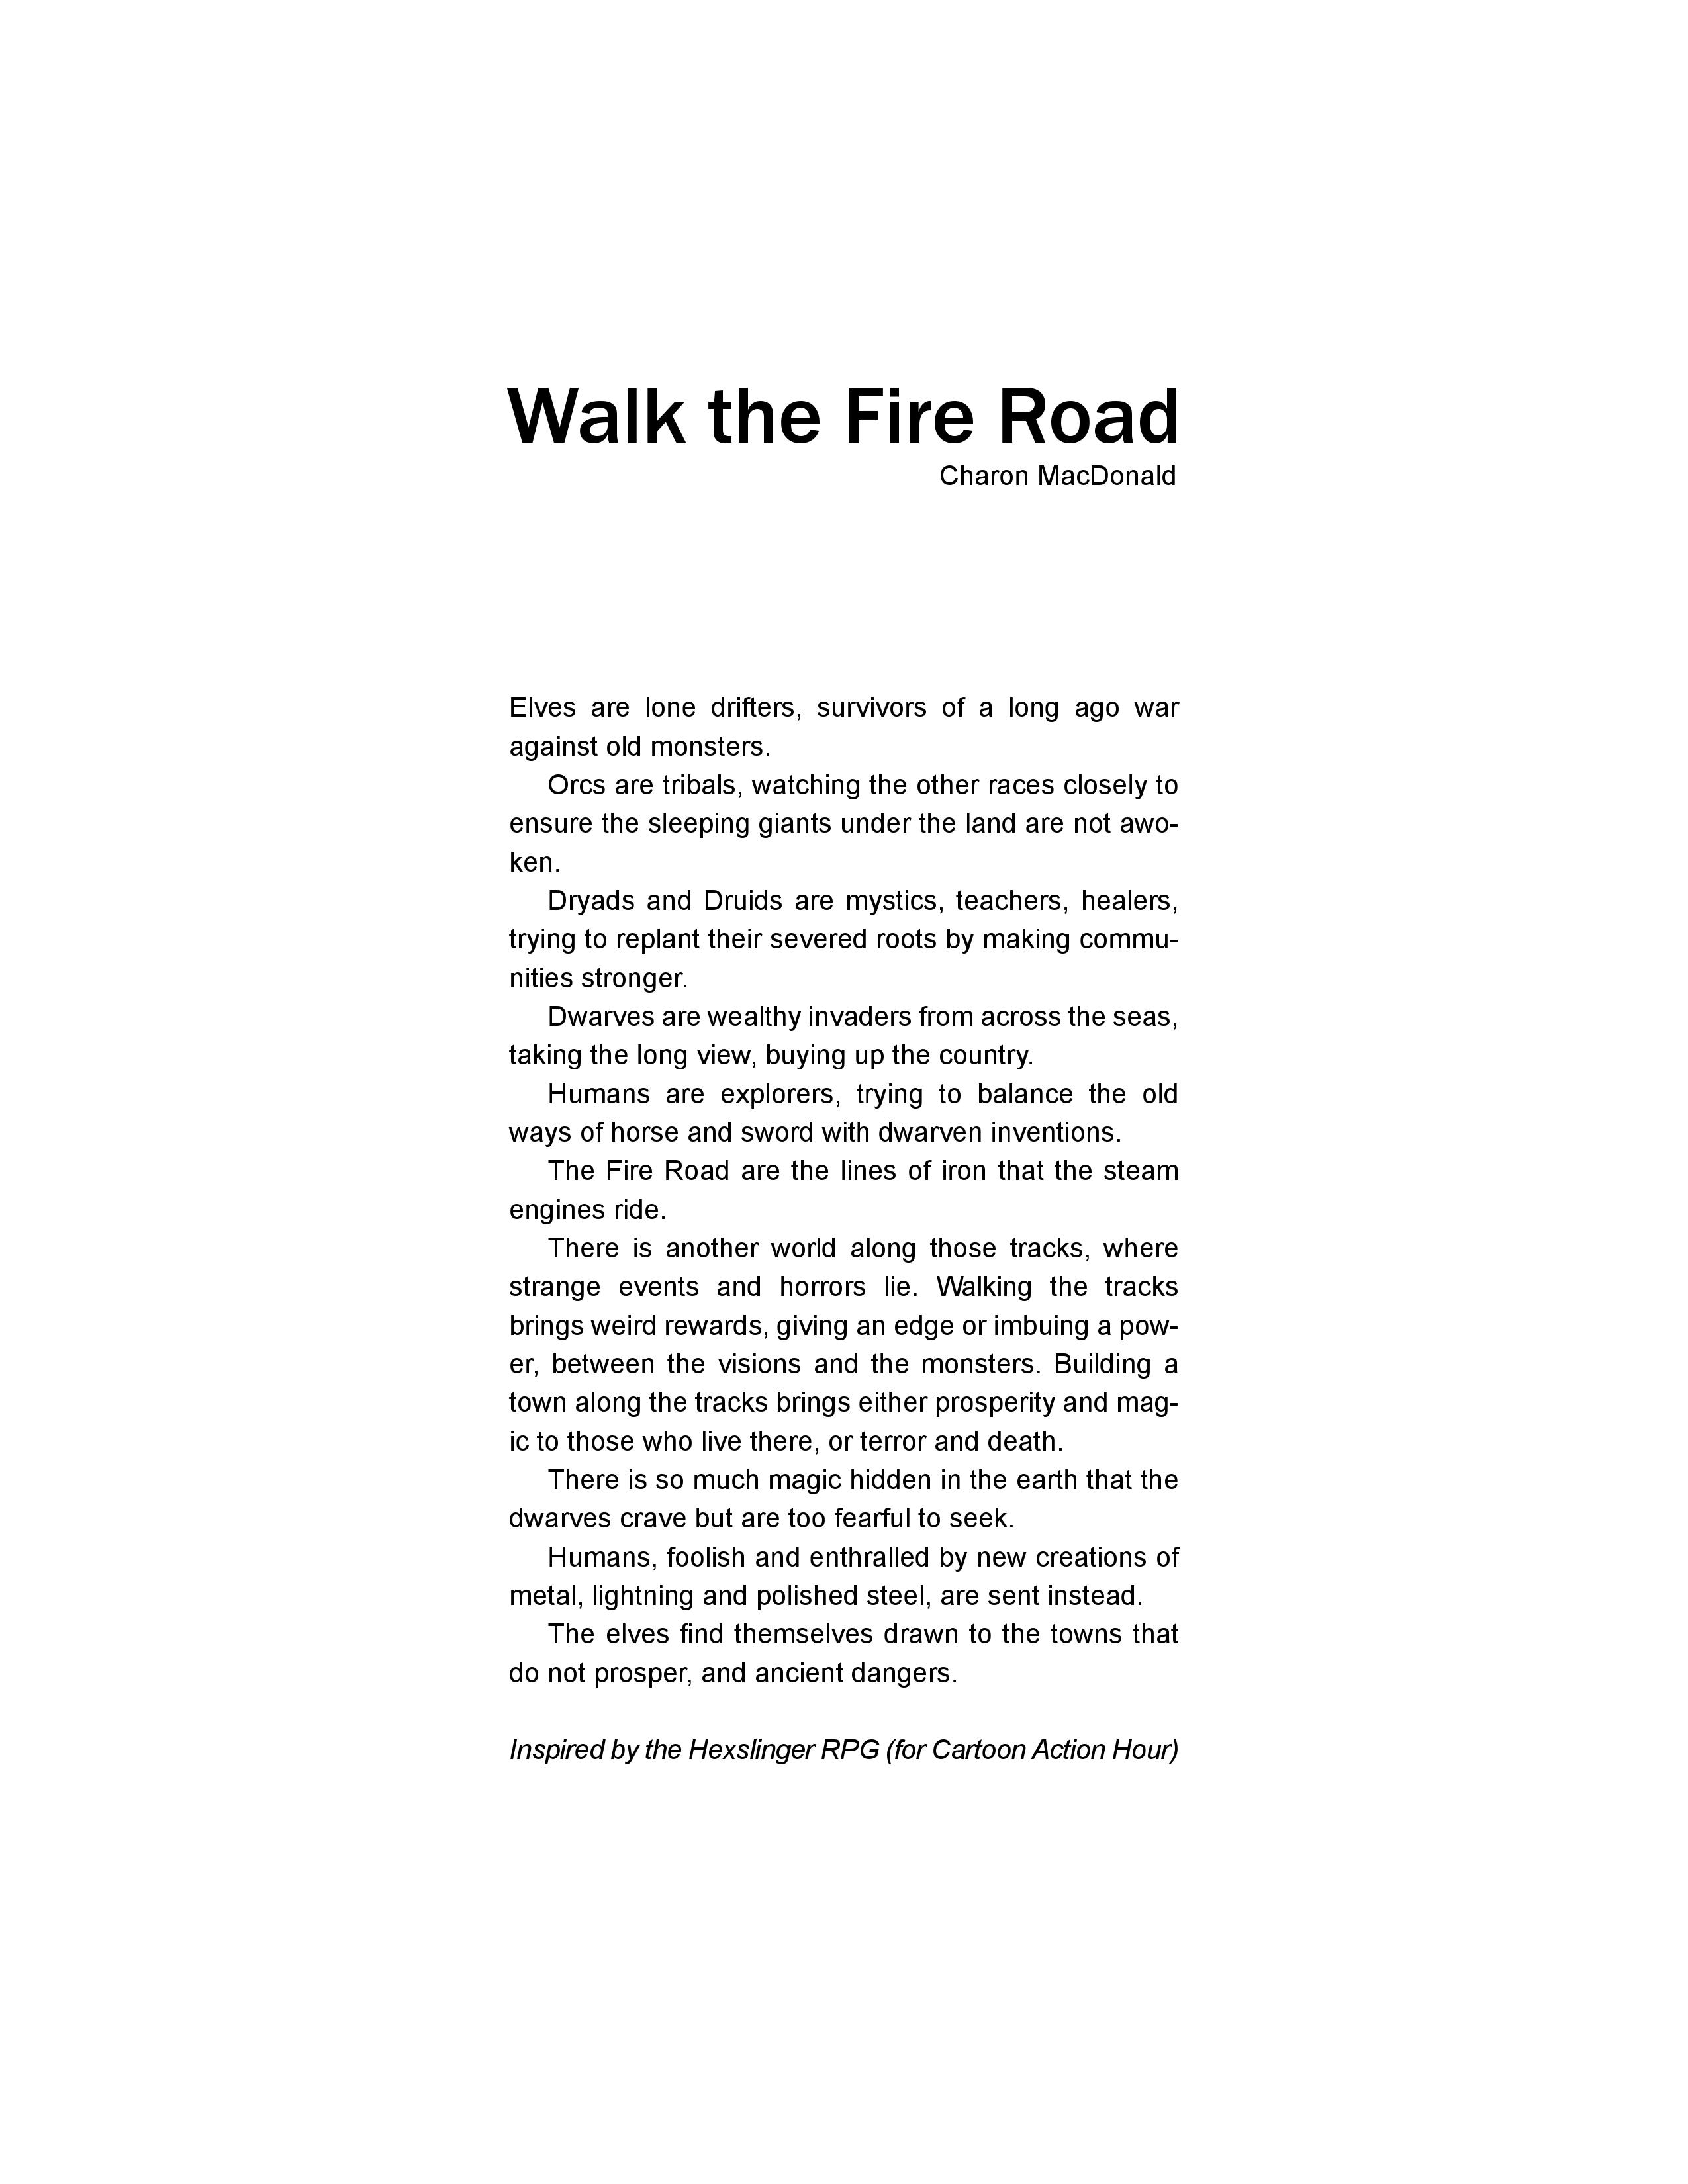 Walk the Fire Road
Charon MacDonald
Elves are lone drifters, survivors of a long ago war
against old monsters.
Orcs are tribals, watching the other races closely to
ensure the sleeping giants under the land are not awo-
ken.
Dryads and Druids are mystics, teachers, healers,
trying to replant their severed roots by making commu-
nities stronger.
Dwarves are wealthy invaders from across the seas,
taking the long view, buying up the country.
Humans are explorers, trying to balance the old
ways of horse and sword with dwarven inventions.
The Fire Road are the lines of iron that the steam
engines ride.
There is another world along those tracks, where
strange events and horrors lie. Walking the tracks
brings weird rewards, giving an edge or imbuing a pow-
er, between the visions and the monsters. Building a
town along the tracks brings either prosperity and mag-
ic to those who live there, or terror and death.
There is so much magic hidden in the earth that the
dwarves crave but are too fearful to seek.
Humans, foolish and enthralled by new creations of
metal, lightning and polished steel, are sent instead.
The elves find themselves drawn to the towns that
do not prosper, and ancient dangers.
Inspired by the Hexslinger RPG (for Cartoon Action Hour)